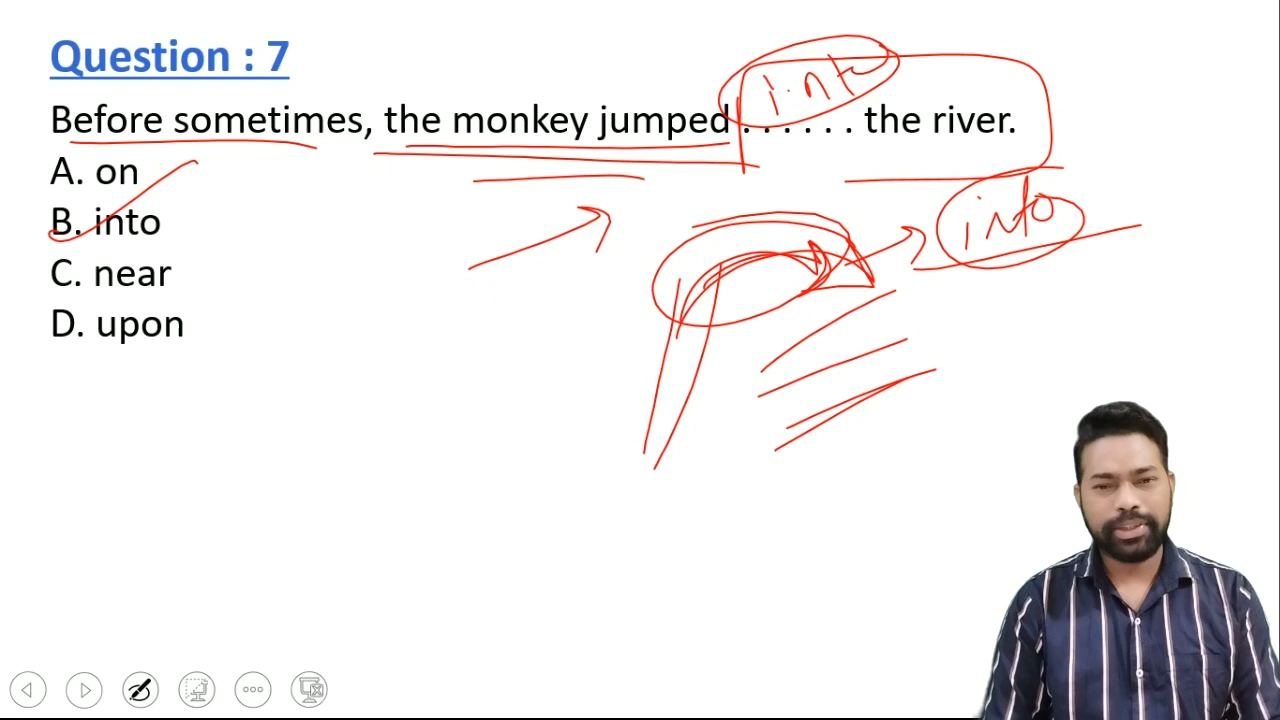 Question : 7
into
Before sometimes, the monkey jumped . . . . . . the river.
A. on
B. into
into
C. near
D. upon